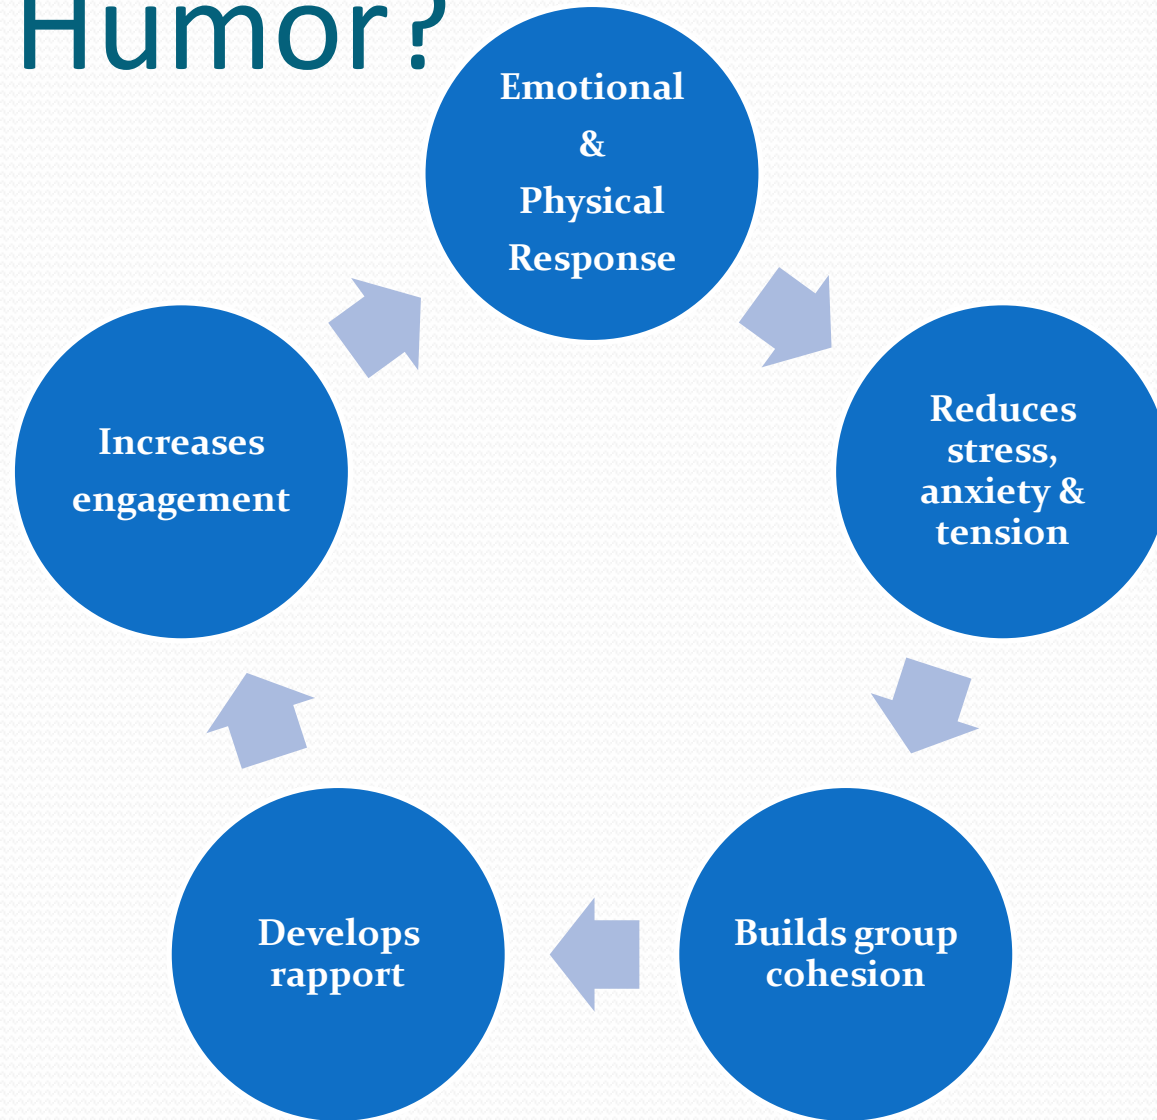 Humor?
Emotional
&
Physical
Response
Reduces
stress,
anxiety &
tension
Builds group
cohesion
Develops
rapport
Increases
engagement